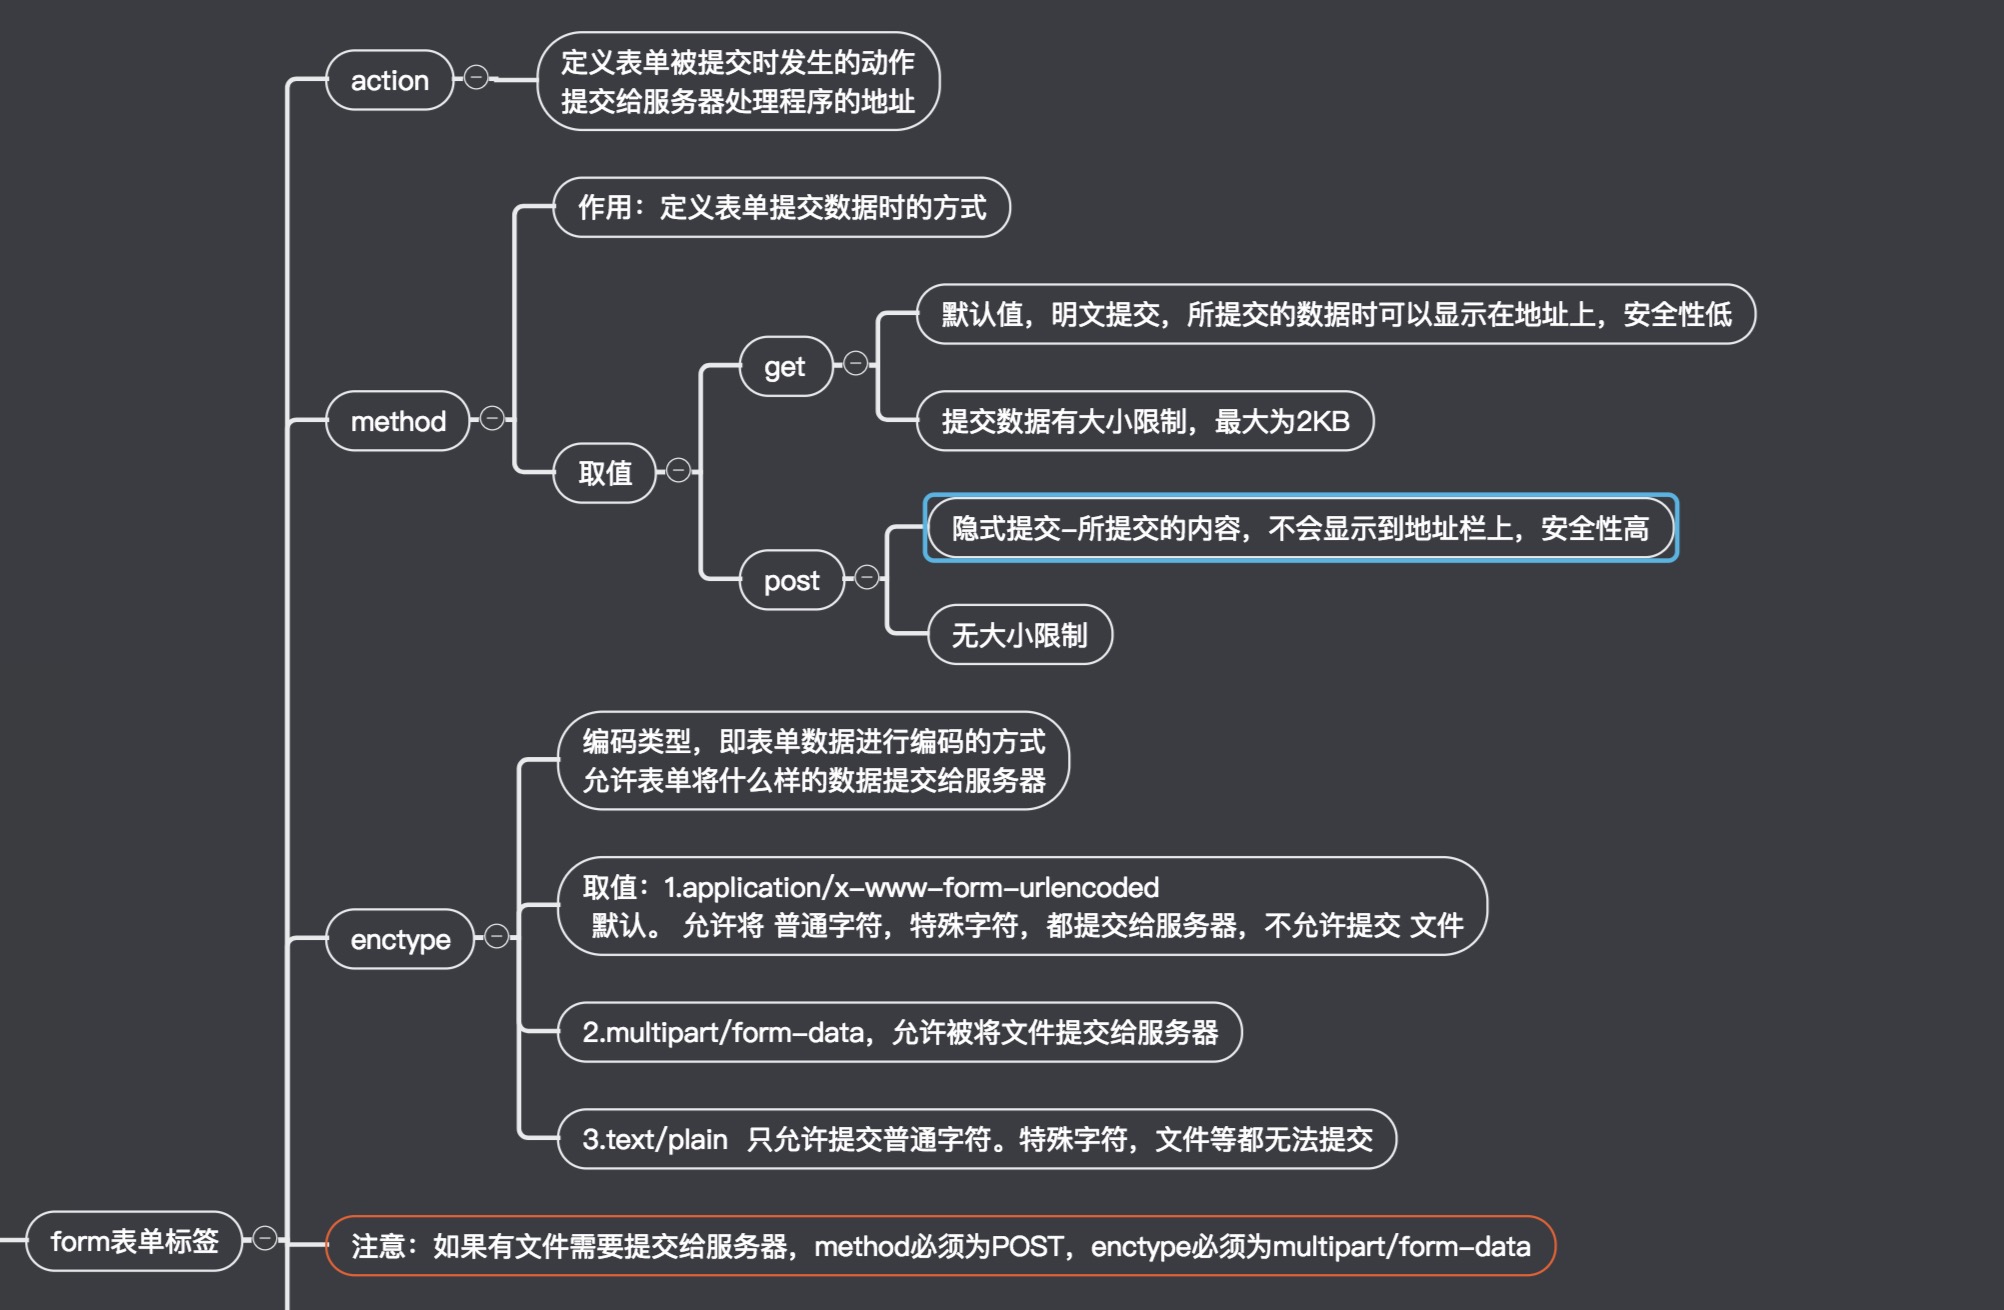 action
定义表单被提交时发生的动作
提交给服务器处理程序的地址
method
作用：定义表单提交数据时的方式
取值
get
默认值，明文提交，所提交的数据时可以显示在地址上，安全性低
提交数据有大小限制，最大为2KB
post
隐式提交-所提交的内容，不会显示到地址栏上，安全性高
无大小限制
enctype
编码类型，即表单数据进行编码的方式
允许表单将什么样的数据提交给服务器
取值：1.application/x-www-form-urlencoded
默认。 允许将 普通字符，特殊字符，都提交给服务器，不允许提交 文件
2.multipart/form-data，允许被将文件提交给服务器
3.text/plain  只允许提交普通字符。特殊字符，文件等都无法提交
form表单标签
注意：如果有文件需要提交给服务器，method必须为POST，enctype必须为multipart/form-data